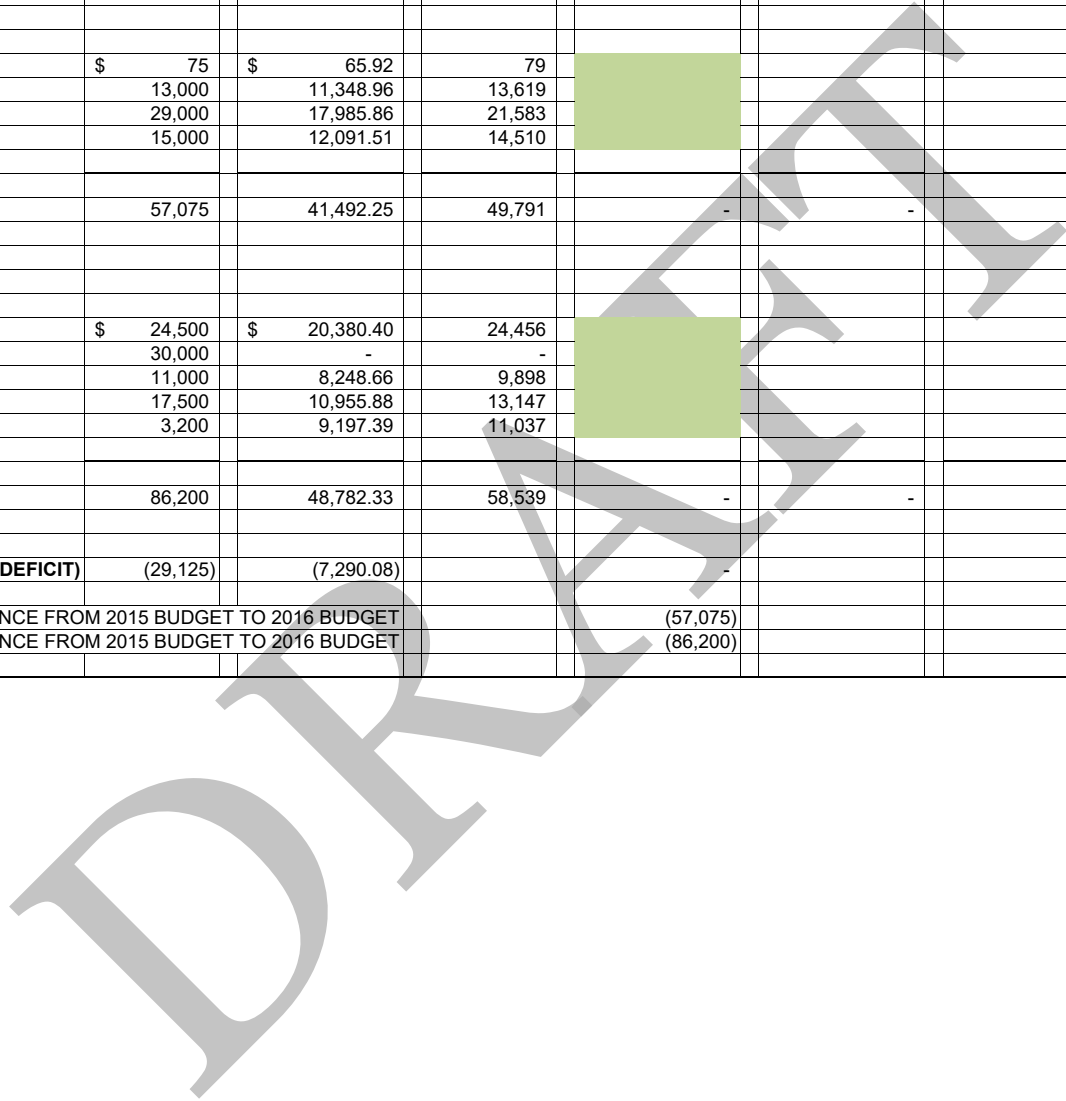 $ 75 $ 65.92 79
13,000 11,348.96 13,619
29,000 17,985.86 21,583
15,000 12,091.51 14,510
57,075 41,492.25 49,791 - -
$ 24,500 $ 20,380.40 24,456
30,000 - -
11,000 8,248.66 9,898
17,500 10,955.88 13,147
3,200 9,197.39 11,037
86,200 48,782.33 58,539 - -
DEFICIT) (29,125) (7,290.08) -
NCE FROM 2015 BUDGET TO 2016 BUDGET (57,075)
NCE FROM 2015 BUDGET TO 2016 BUDGET (86,200)
DRAFT